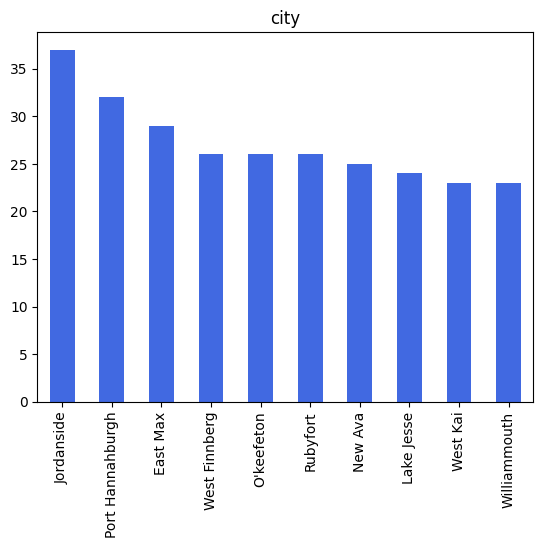 city
35
30
25
20
15
10
5
0
Jordanside
Port Hannahburgh
East Max
West Finnberg
O'keefeton
Rubyfort
New Ava
Lake Jesse
West Kai
Williammouth